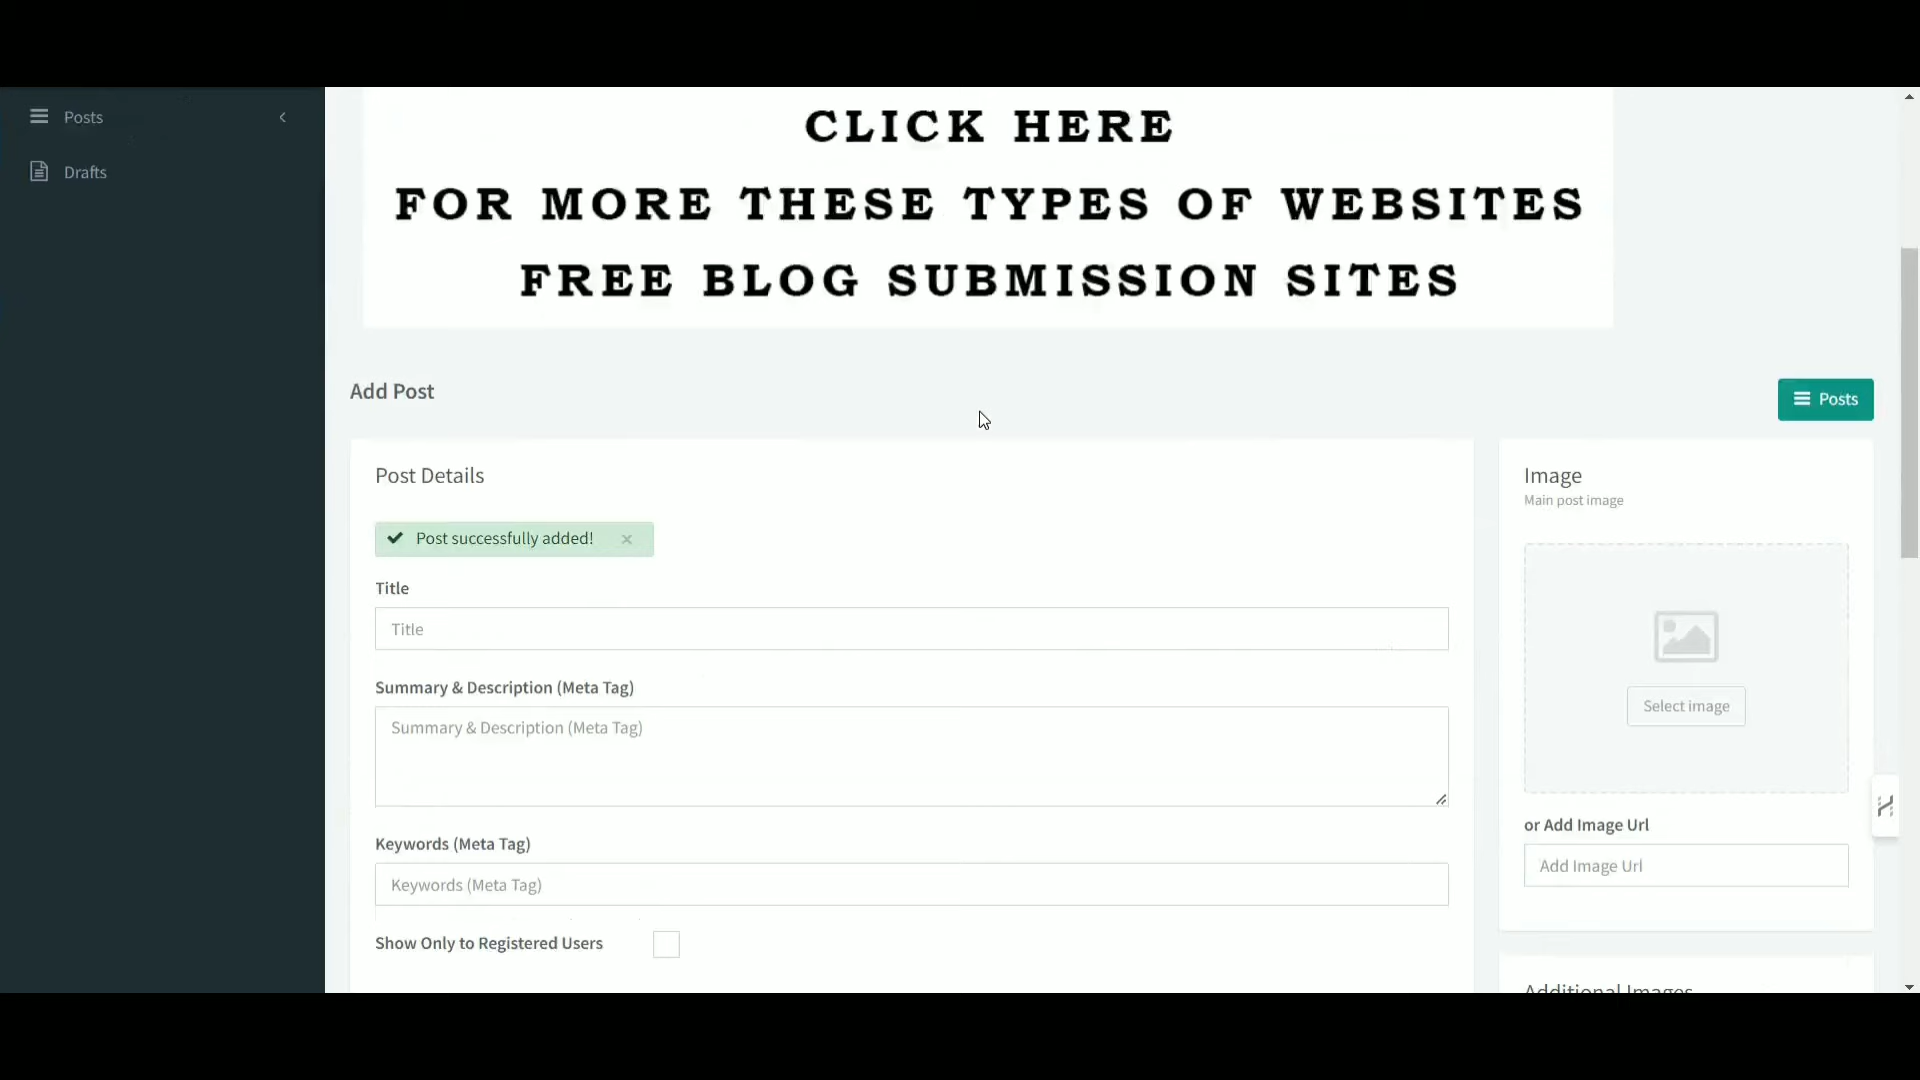 Posts
Drafts
CLICK HERE
FOR MORE THESE TYPES OF WEBSITES
FREE BLOG SUBMISSION SITES
Add Post
Posts
Post Details
Post successfully added!
Title
Title
Summary & Description (Meta Tag)
Summary & Description (Meta Tag)
Keywords (Meta Tag)
Keywords (Meta Tag)
Show Only to Registered Users
Image
Main post image
Select image
or Add Image Url
Add Image Url
Additional Images